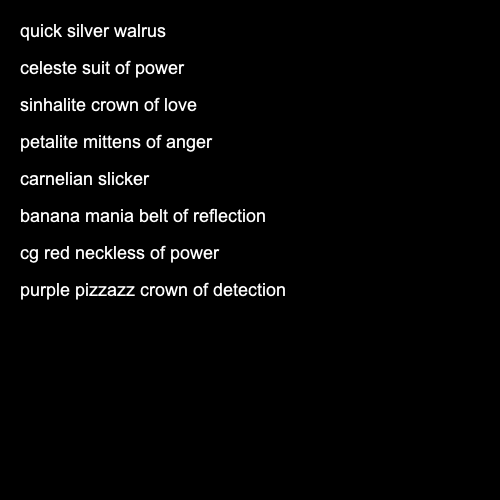 quick silver walrus
celeste suit of power
sinhalite crown of love
petalite mittens of anger
carnelian slicker
banana mania belt of reflection
cg red neckless of power
purple pizzazz crown of detection